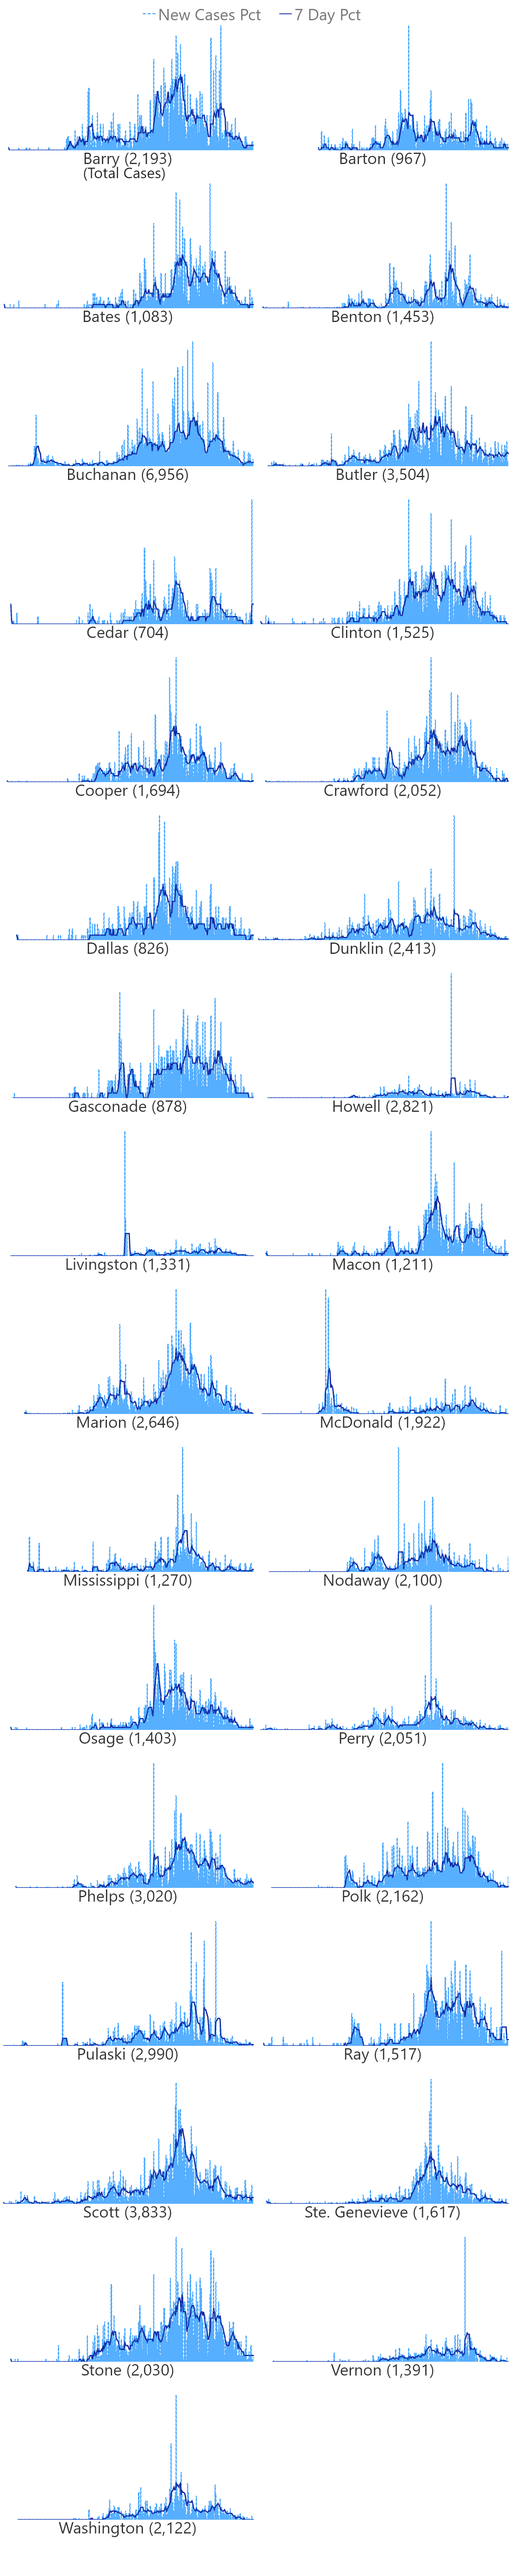 New Cases Pct 7 Day Pct
Barry (2,193) Barton (967)
(Total Cases)
Bates (1,083) Benton (1,453)
Buchanan (6,956) Butler (3,504)
Cedar (704) Clinton (1,525)
Cooper (1,694) Crawford (2,052)
Dallas (826) Dunklin (2,413)
Gasconade (878) Howell (2,821)
Livingston (1,331) Macon (1,211)
Marion (2,646) McDonald (1,922)
Mississippi (1,270) Nodaway (2,100)
Osage (1,403) Perry (2,051)
Phelps (3,020) Polk (2,162)
Pulaski (2,990) Ray (1,517)
Scott (3,833) Ste. Genevieve (1,617)
Stone (2,030) Vernon (1,391)
Washington (2,122)